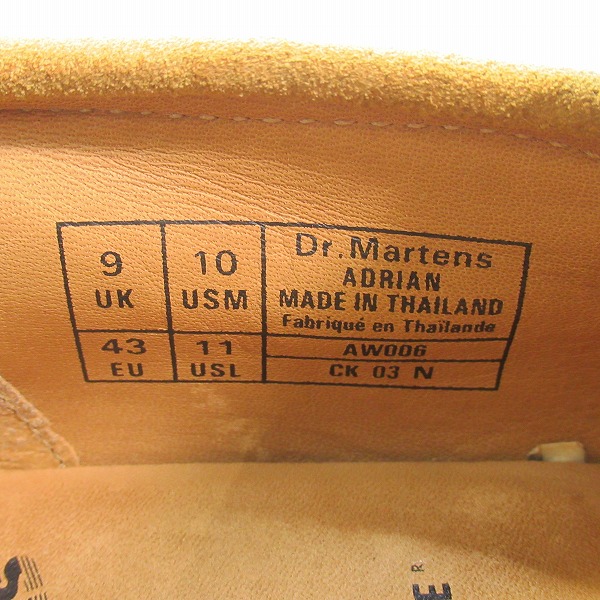 9
UK
10
USM
43
EU
11
USL
Dr. Martens
ADRIAN
MADE IN THAILAND
Fabriqué en Thaïlande
AW006
CK 03 N
S
E®